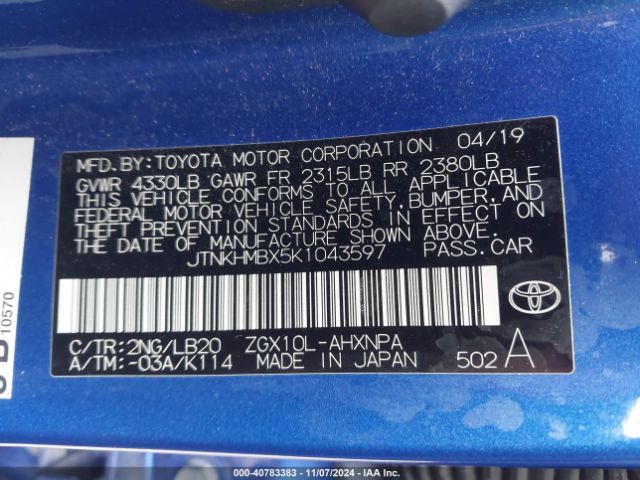 MFD.BY:TOYOTA MOTOR CORPORATION 04/19
GVWR 4330LB GAWR FR 2315LB RR 2380LB
THIS VEHICLE CONFORMS TO ALL APPLICABLE
FEDERAL MOTOR VEHICLE SAFETY,BUMPER,AND
THEFT PREVENTION STANDARDS IN EFFECT ON
THE DATE OF MANUFACTURE SHOWN ABOVE.
JTNKHMBX5K1043597 PASS.CAR
C/TR:2NG/LB20 ZGX10L-AHXNPA
A/TM:-03A/K114 MADE IN JAPAN 502 A
10570
000-40783383 - 11/07/2024 - IAA Inc.